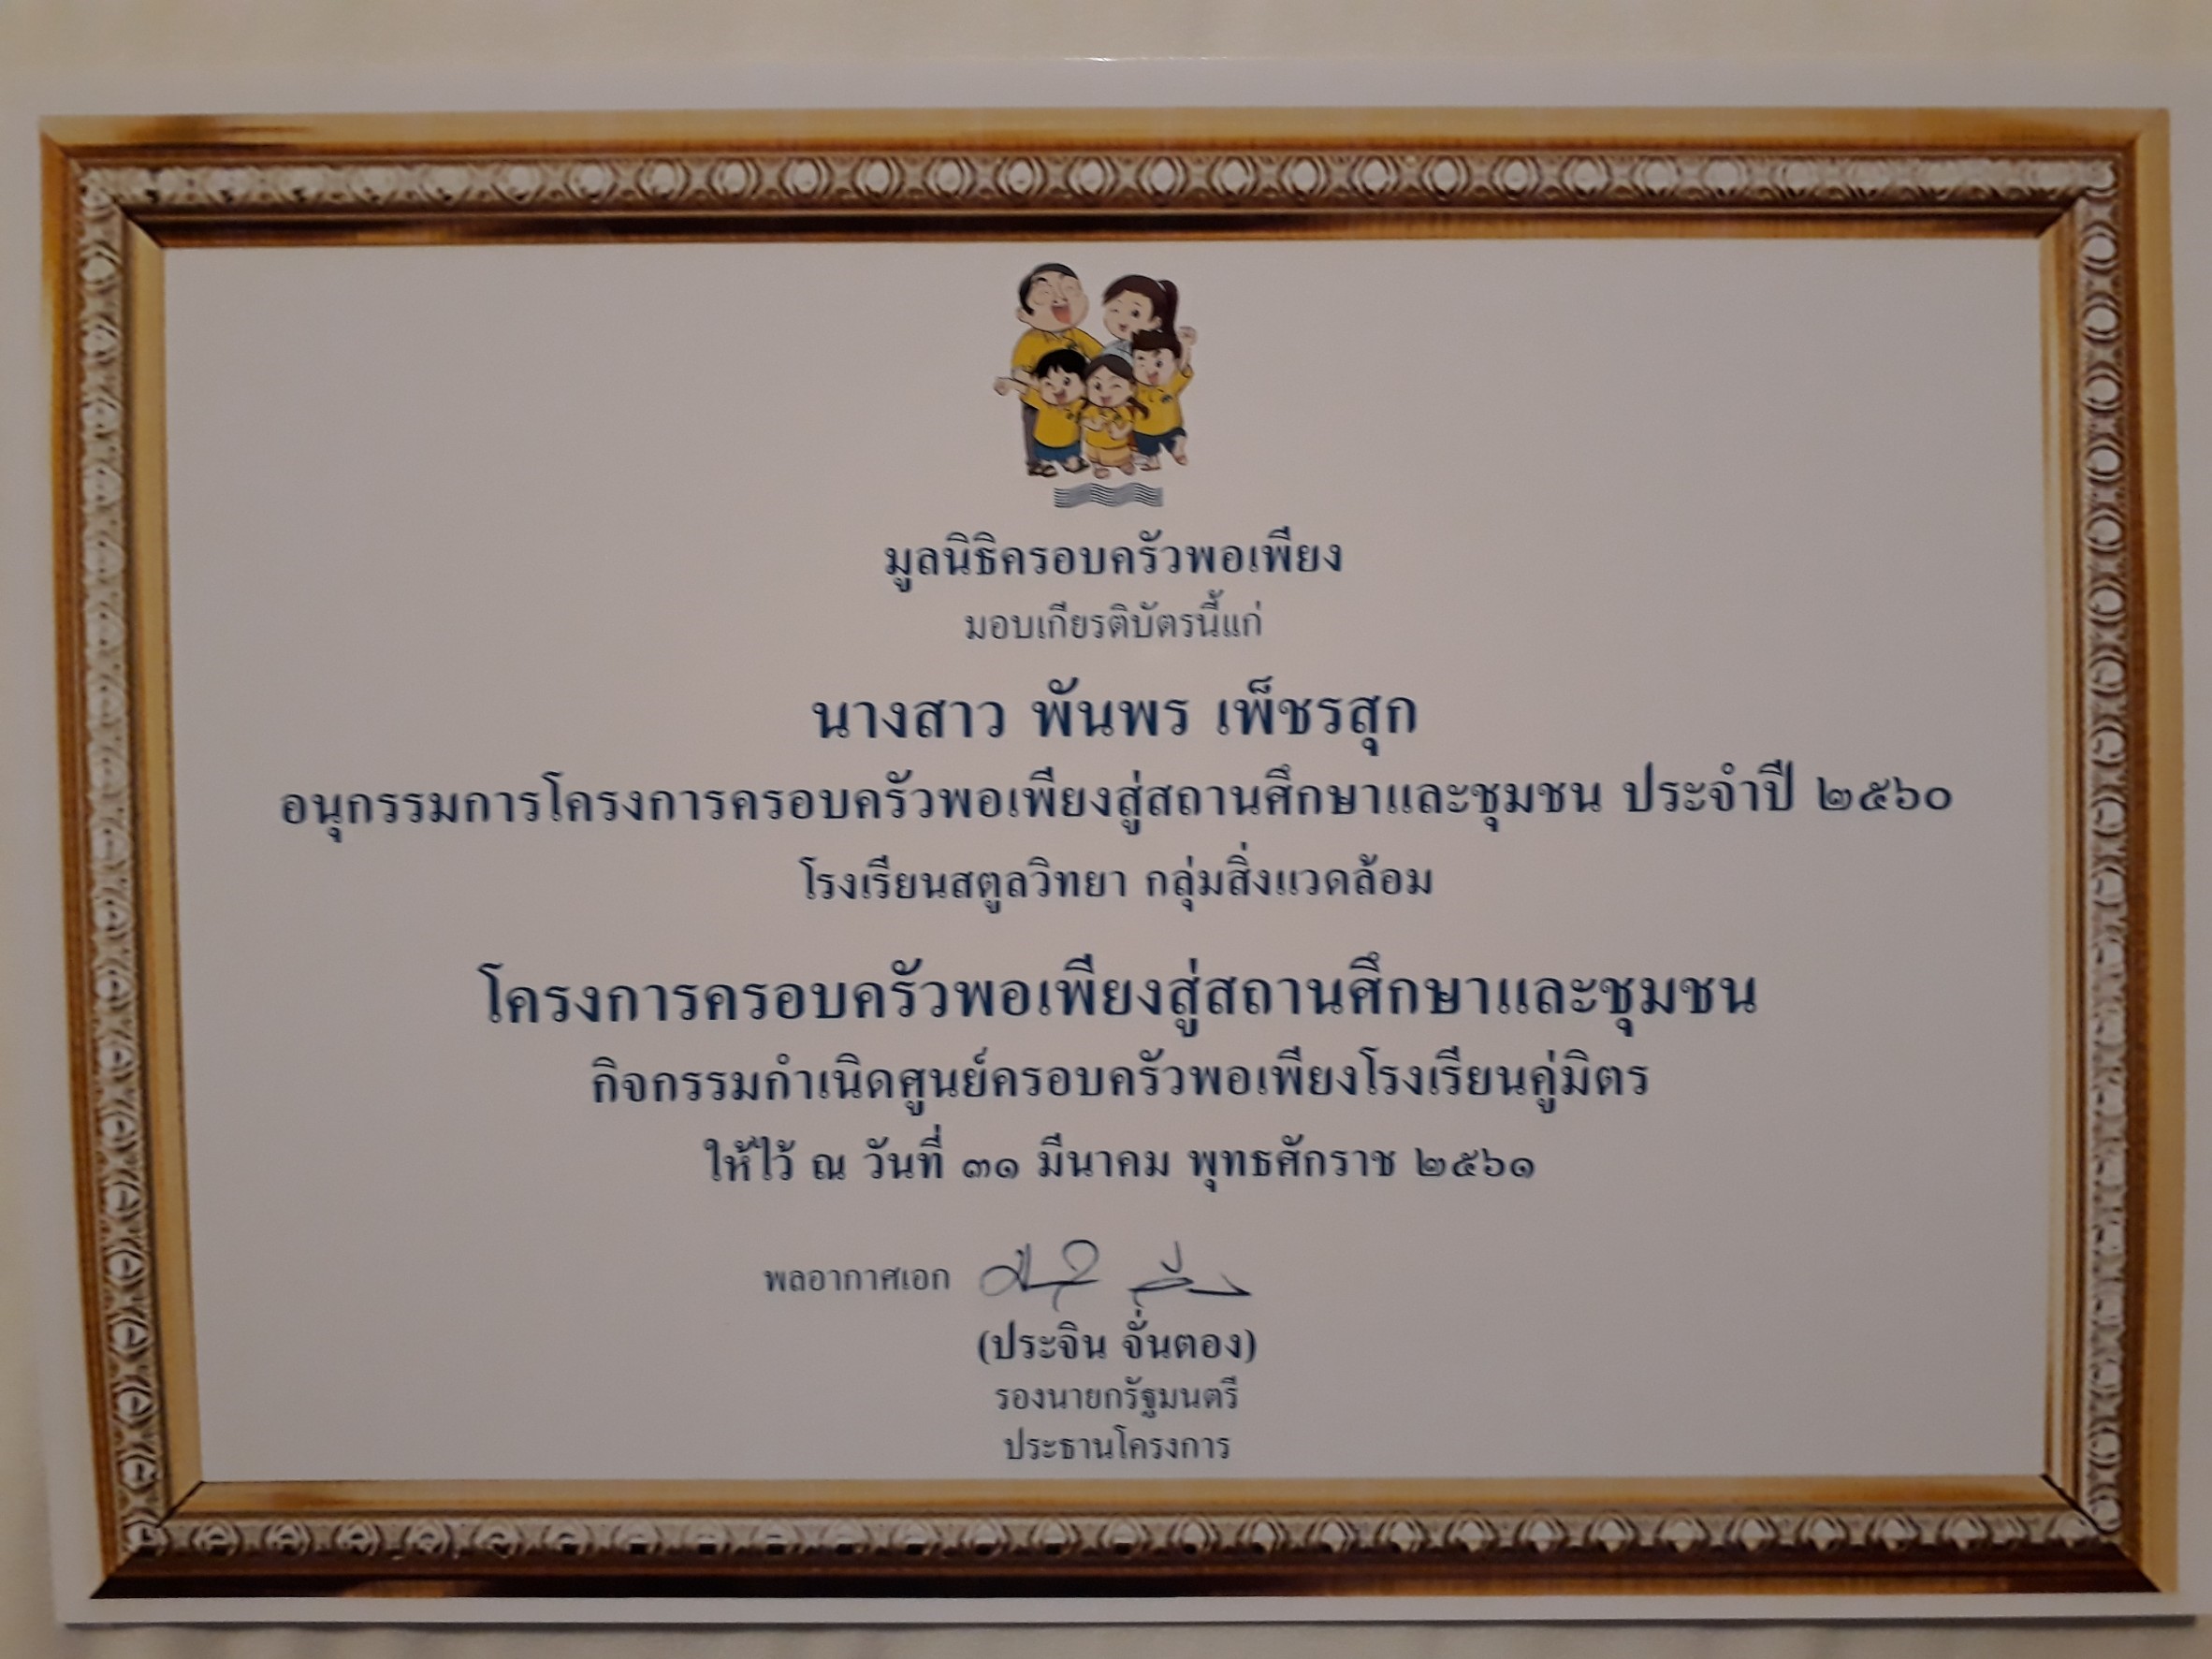 มูลนิธิครอบครัวพอเพียง
มอบเกียรติบัตรนี้แก่
นางสาว พันพร เพ็ชรสุก
อนุกรรมการโครงการครอบครัวพอเพียงสู่สถานศึกษาและชุมชน ประจำปี ๒๕๖๐
โรงเรียนสตูลวิทยา กลุ่มสิ่งแวดล้อม
โครงการครอบครัวพอเพียงสู่สถานศึกษาและชุมชน
กิจกรรมกำเนิดศูนย์ครอบครัวพอเพียงโรงเรียนคู่มิตร
ให้ไว้ ณ วันที่ ๓๑ มีนาคม พุทธศักราช ๒๕๖๑
พลอากาศเอก
(ประจิน จั่นตอง)
รองนายกรัฐมนตรี
ประธานโครงการ